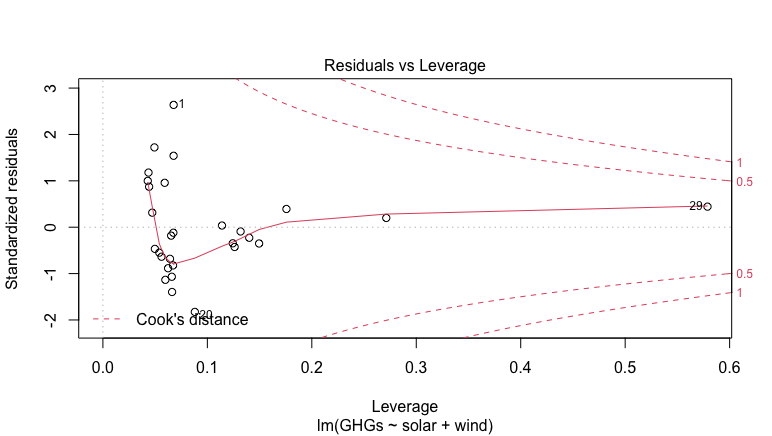 Residuals vs Leverage
Standardized residuals
3
2
1
0
-1
-2
1
29
20
1
0.5
0.5
1
Cook's distance
0.0 0.1 0.2 0.3 0.4 0.5 0.6
Leverage
lm(GHGs ~ solar + wind)